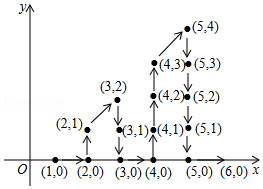 y
(5,4)
(4,3) (5,3)
(3,2) (4,2) (5,2)
(2,1) (3,1) (4,1) (5,1)
O (1,0) (2,0) (3,0) (4,0) (5,0) (6,0) x